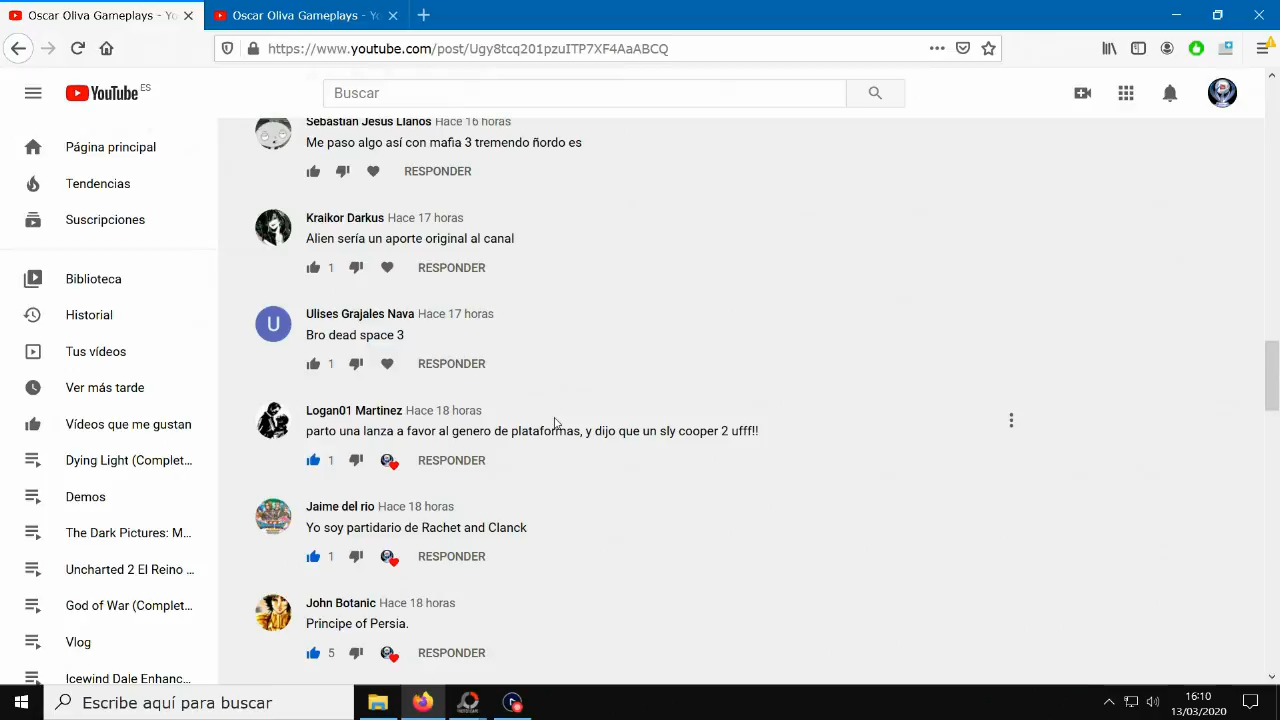 Oscar Oliva Gameplays - Yo
Oscar Oliva Gameplays - Yo
https://www.youtube.com/post/Ugy8tcq201pzuITP7XF4AaABCQ
YouTube ES
Buscar
Sebastian Jesus Llanos Hace 16 horas
Me paso algo así con mafia 3 tremendo ñordo es
RESPONDER
Kraikor Darkus Hace 17 horas
Alien sería un aporte original al canal
1 RESPONDER
U
Ulises Grajales Nava Hace 17 horas
Bro dead space 3
1 RESPONDER
Logan01 Martinez Hace 18 horas
parto una lanza a favor al genero de plataformas, y dijo que un sly cooper 2 ufff!!
1 RESPONDER
Jaime del rio Hace 18 horas
Yo soy partidario de Rachet and Clanck
1 RESPONDER
John Botanic Hace 18 horas
Principe of Persia.
5 RESPONDER
Página principal
Tendencias
Suscripciones
Biblioteca
Historial
Tus vídeos
Ver más tarde
Vídeos que me gustan
Dying Light (Complet...
Demos
The Dark Pictures: M...
Uncharted 2 El Reino ...
God of War (Complet...
Vlog
Icewind Dale Enhanc...
Escribe aquí para buscar
16:10
13/03/2020